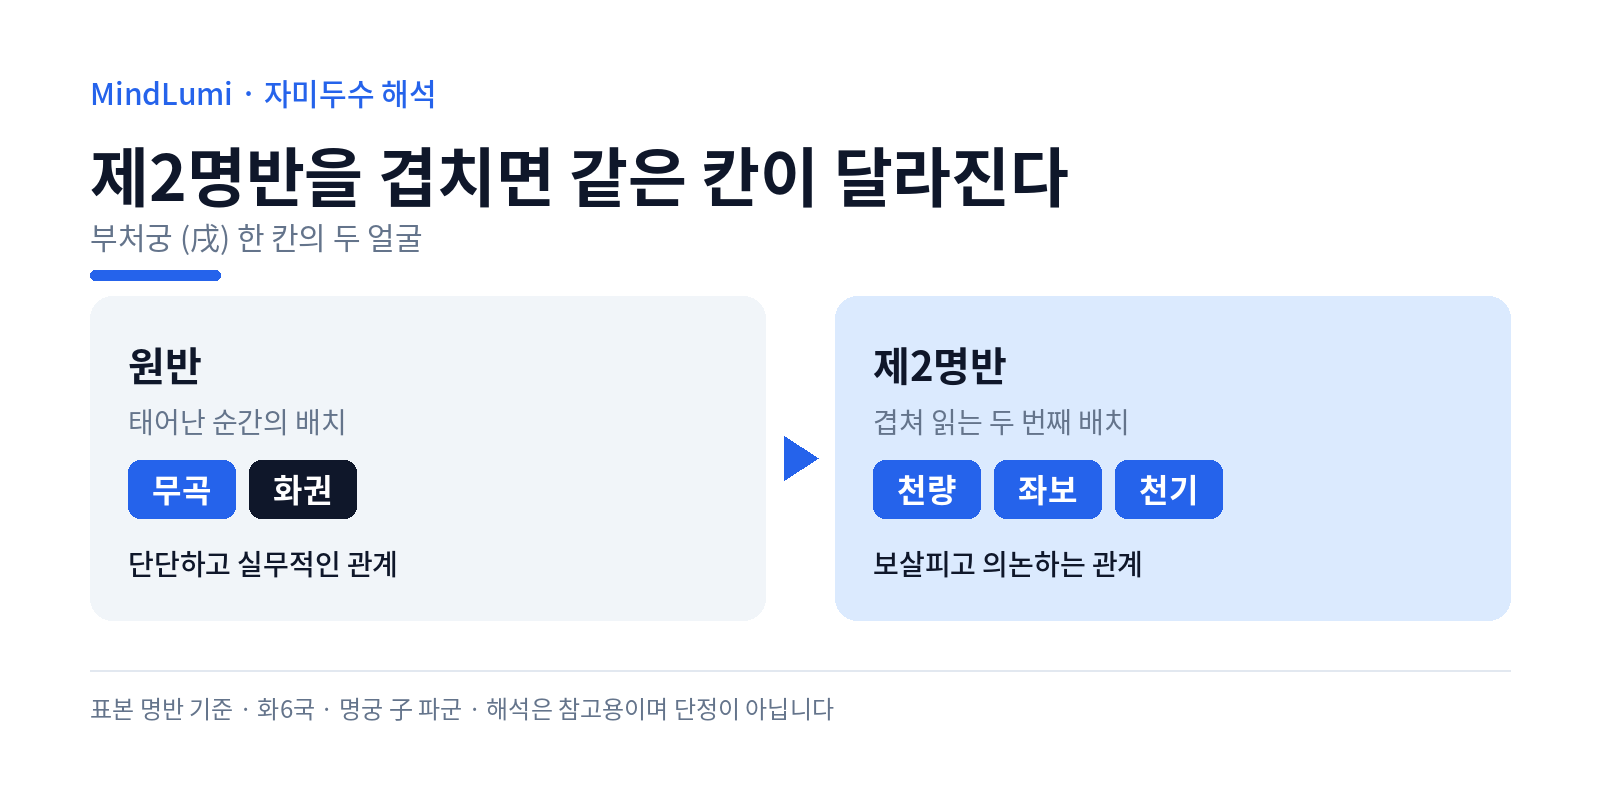 MindLumi · 자미두수 해석
제2명반을 겹치면 같은 칸이 달라진다
부처궁 (戌) 한 칸의 두 얼굴
원반
태어난 순간의 배치
무곡 화권
단단하고 실무적인 관계
제2명반
겹쳐 읽는 두 번째 배치
천량 좌보 천기
보살피고 의논하는 관계
표본 명반 기준 · 화6국 · 명궁 子 파군 · 해석은 참고용이며 단정이 아닙니다